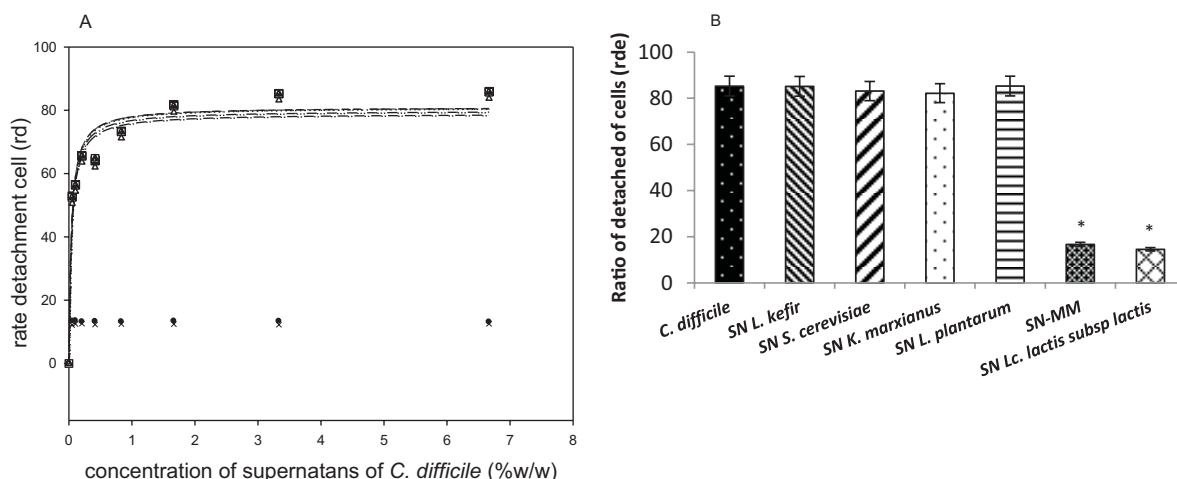 A
100
80
60
40
20
0
0 1 2 3 4 5 6 7 8
rate detachment cell (rd)
concentration of supernatans of C. difficile (%w/w)
B
100
80
60
40
20
0
Ratio of detached of cells (rde)
* *
C. difficile
SN L. kefir
SN S. cerevisiae
SN K. marxianus
SN L. plantarum
SN-MM
SN Lc. lactis subsp lactis